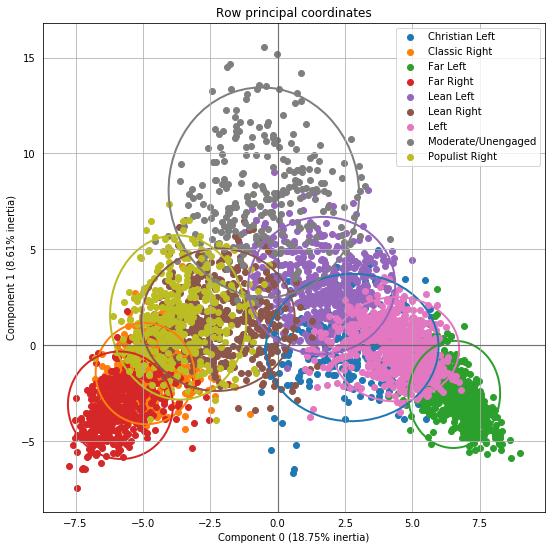 Row principal coordinates
Christian Left
Classic Right
Far Left
Far Right
Lean Left
Lean Right
Left
Moderate/Unengaged
Populist Right
15
10
5
0
−5
Component 1 (8.61% inertia)
−7.5 −5.0 −2.5 0.0 2.5 5.0 7.5
Component 0 (18.75% inertia)